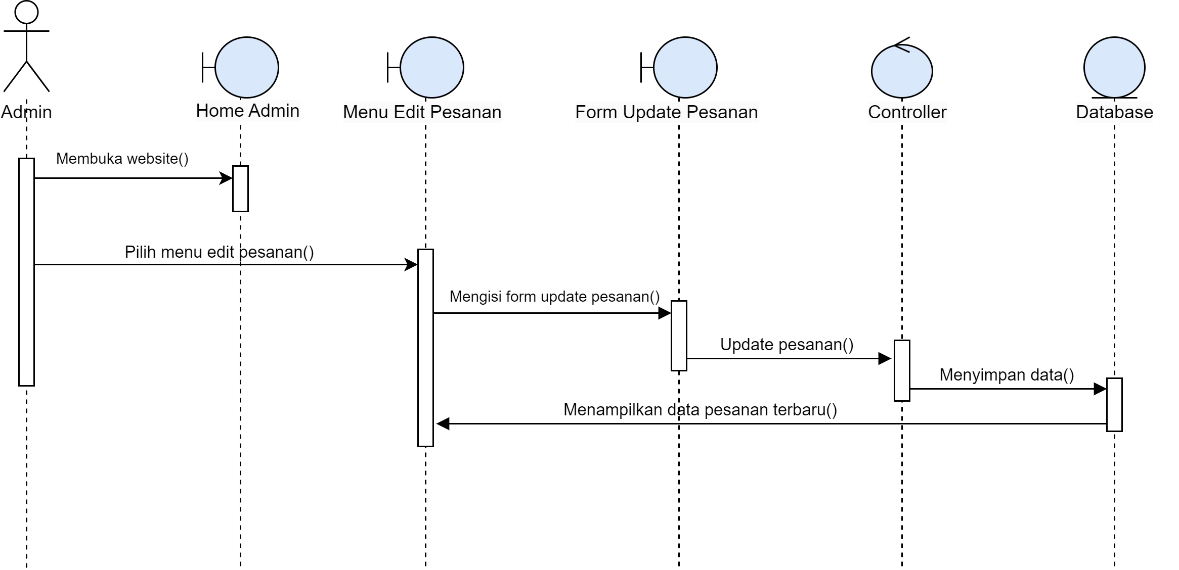 Admin
Home Admin
Menu Edit Pesanan
Form Update Pesanan
Controller
Database
Membuka website()
Pilih menu edit pesanan()
Mengisi form update pesanan()
Update pesanan()
Menyimpan data()
Menampilkan data pesanan terbaru()